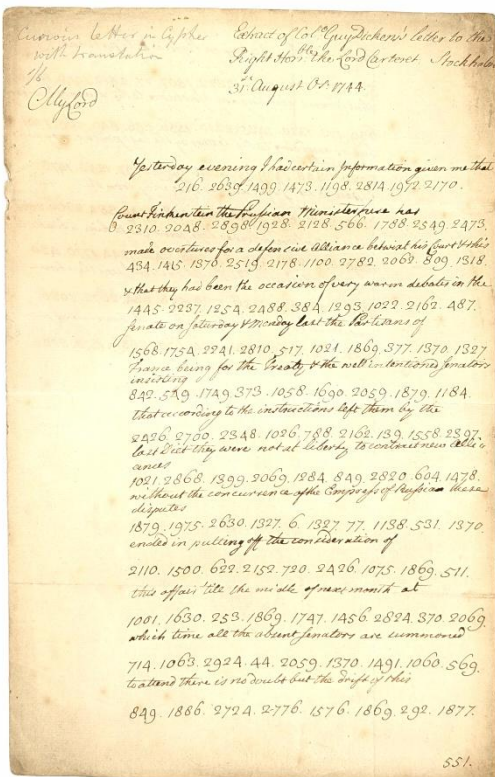 Curious letter in Cypher
with translation
My Lord
Extract of Col. Guy Dickens's letter to the
Right Hon.ble the Lord Carteret. Stockholm
31st August O.S. 1744.
Yesterday evening I had certain Information given me that
216. 2639. 1499. 1473. 1198. 2814. 1972. 2170.
Count Finkenstein the Prussian Minister here has
2310. 2048. 2898. 1928. 2128. 566. 1758. 2549. 2473.
made overtures for a defensive Alliance betwixt his Court & this
434. 1415. 1370. 2519. 2178. 1100. 2782. 2062. 809. 1318.
& that they had been the occasion of very warm debates in the
1445. 2237. 1254. 2488. 384. 1293. 1022. 2162. 487.
Senate on Saturday & Monday last the Partisans of
1568. 1754. 2241. 2810. 517. 1021. 1869. 377. 1370. 1327
France being for the Treaty & the well intentioned Senators
insisting
842. 549. 1749. 373. 1058. 1690. 2059. 1879. 1184.
that according to the instructions left them by the
2426. 2700. 2348. 1026. 788. 2162. 139. 1558. 2397.
last Diet they were not at liberty to contract new Alli
ances
1021. 2868. 1399. 2069. 1284. 849. 2820. 604. 1478.
without the concurrence of the Empress of Russia these
disputes
1879. 1975. 2630. 1327. 6. 1327. 77. 1138. 531. 1370.
ended in putting off the consideration of
2110. 1500. 622. 2152. 720. 2426. 1075. 1869. 511.
this affair 'till the middle of next month at
1001. 1630. 253. 1869. 1747. 1456. 2824. 370. 2069.
which time all the absent Senators are summoned
714. 1063. 2924. 44. 2059. 1370. 1491. 1060. 569.
to attend there is no doubt but the drift of this
849. 1886. 2724. 2776. 1576. 1869. 292. 1877.
551.